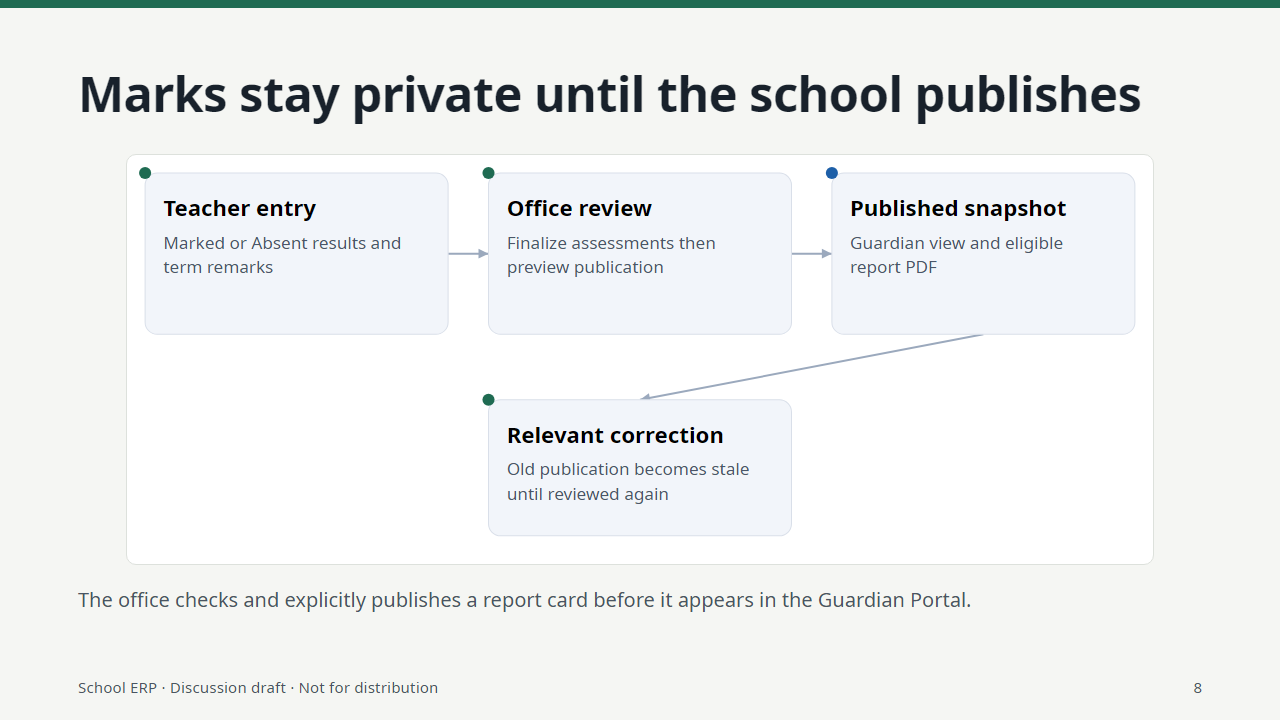 Marks stay private until the school publishes
Teacher entry
Marked or Absent results and
term remarks
Office review
Finalize assessments then
preview publication
Published snapshot
Guardian view and eligible
report PDF
Relevant correction
Old publication becomes stale
until reviewed again
The office checks and explicitly publishes a report card before it appears in the Guardian Portal.
School ERP · Discussion draft · Not for distribution
8